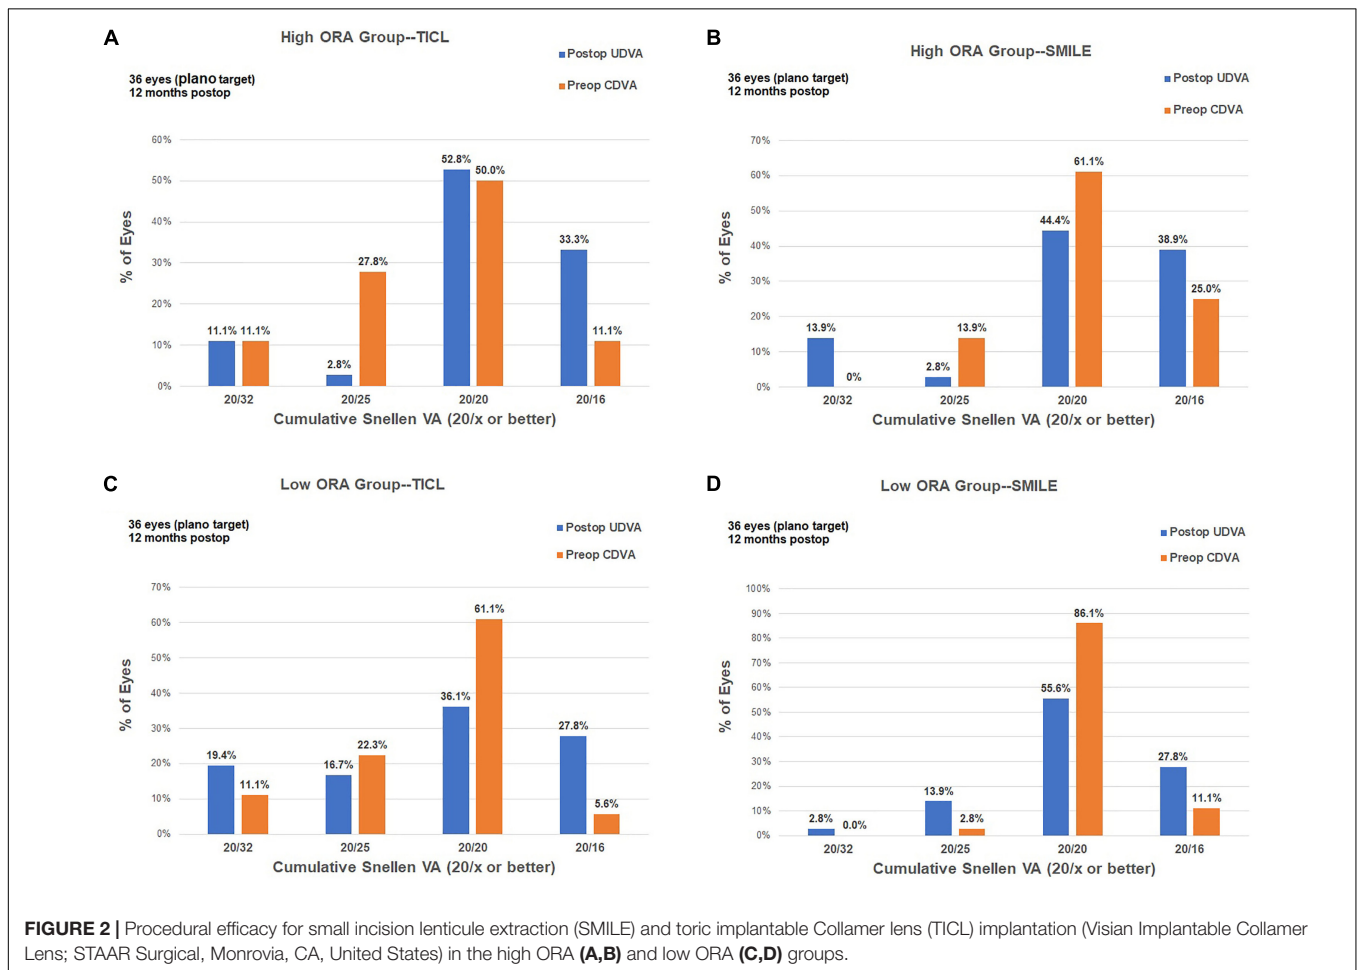 A
High ORA Group--TICL
Postop UDVA
Preop CDVA
36 eyes (plano target)
12 months postop
60%
50%
40%
30%
20%
10%
0%
% of Eyes
11.1% 11.1%
2.8%
27.8%
52.8%
50.0%
33.3%
11.1%
20/32 20/25 20/20 20/16
Cumulative Snellen VA (20/x or better)
B
High ORA Group--SMILE
Postop UDVA
Preop CDVA
36 eyes (plano target)
12 months postop
70%
60%
50%
40%
30%
20%
10%
0%
% of Eyes
13.9%
0%
2.8%
13.9%
44.4%
61.1%
38.9%
25.0%
20/32 20/25 20/20 20/16
Cumulative Snellen VA (20/x or better)
C
Low ORA Group--TICL
Postop UDVA
Preop CDVA
36 eyes (plano target)
12 months postop
70%
60%
50%
40%
30%
20%
10%
0%
% of Eyes
19.4%
11.1%
16.7%
22.3%
36.1%
61.1%
27.8%
5.6%
20/32 20/25 20/20 20/16
Cumulative Snellen VA (20/x or better)
D
Low ORA Group--SMILE
Postop UDVA
Preop CDVA
36 eyes (plano target)
12 months postop
100%
90%
80%
70%
60%
50%
40%
30%
20%
10%
0%
% of Eyes
2.8%
0.0%
13.9%
2.8%
55.6%
86.1%
27.8%
11.1%
20/32 20/25 20/20 20/16
Cumulative Snellen VA (20/x or better)
FIGURE 2 | Procedural efficacy for small incision lenticule extraction (SMILE) and toric implantable Collamer lens (TICL) implantation (Visian Implantable Collamer
Lens; STAAR Surgical, Monrovia, CA, United States) in the high ORA (A,B) and low ORA (C,D) groups.